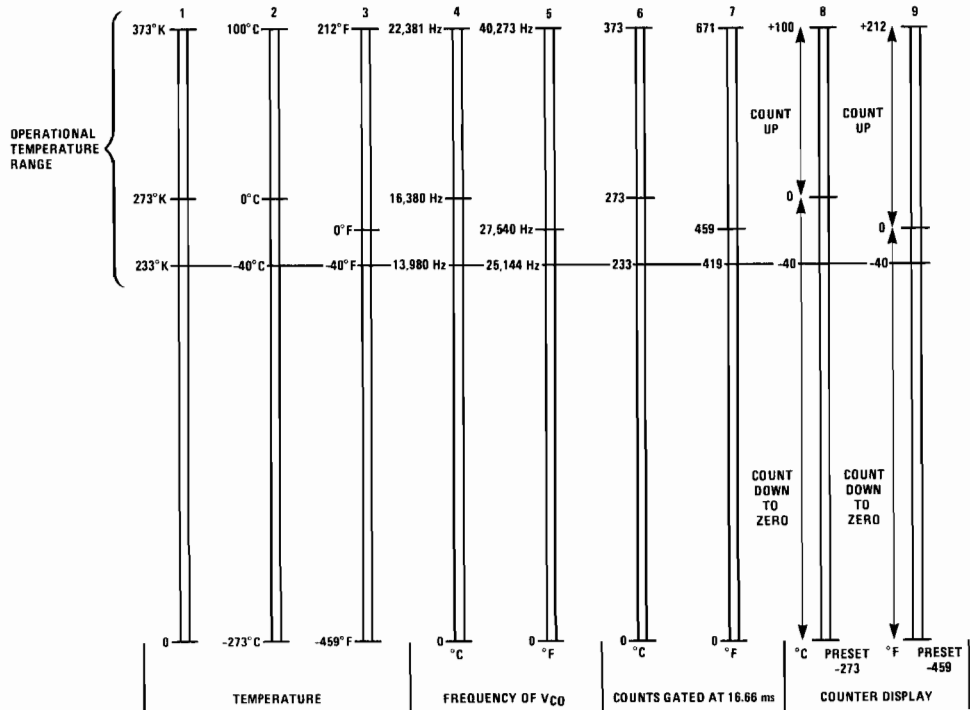 1 2 3 4 5 6 7 8 9
373°K 100°C 212°F 22,381 Hz 40,273 Hz 373 671 +100 +212
COUNT UP
COUNT UP
OPERATIONAL
TEMPERATURE
RANGE
273°K 0°C 16,380 Hz 273 0
0°F 27,540 Hz 459 0
233°K -40°C -40°F 13,980 Hz 25,144 Hz 233 419 -40 -40
COUNT
DOWN
TO
ZERO
COUNT
DOWN
TO
ZERO
0 -273°C -459°F 0 0 0 0
°C °F °C °F °C PRESET -273 °F PRESET -459
TEMPERATURE FREQUENCY OF VCO COUNTS GATED AT 16.66 ms COUNTER DISPLAY